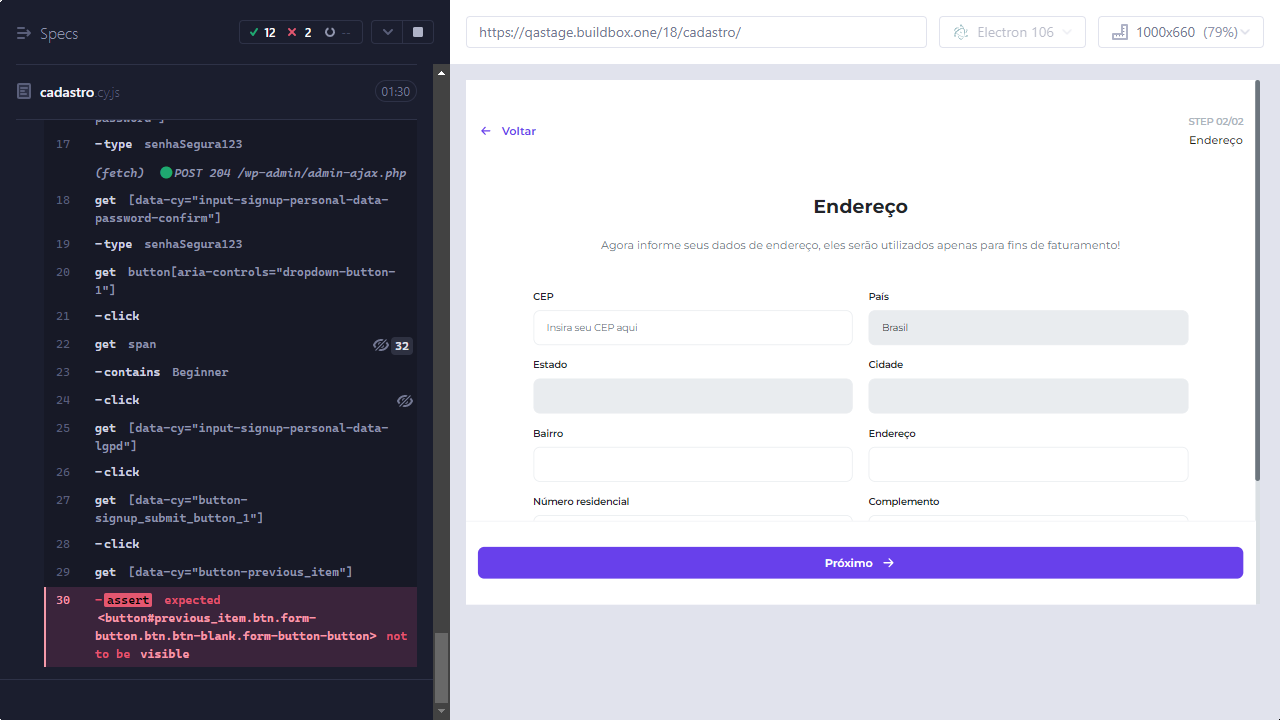 Specs
12
2
--
cadastro.cy.js
01:30
password"]
17 -type senhaSegura123
(fetch) POST 204 /wp-admin/admin-ajax.php
18 get [data-cy="input-signup-personal-data-
password-confirm"]
19 -type senhaSegura123
20 get button[aria-controls="dropdown-button-
1"]
21 -click
22 get span 32
23 -contains Beginner
24 -click
25 get [data-cy="input-signup-personal-data-
lgpd"]
26 -click
27 get [data-cy="button-
signup_submit_button_1"]
28 -click
29 get [data-cy="button-previous_item"]
30 -assert expected
<button#previous_item.btn.form-
button.btn.btn-blank.form-button-button> not
to be visible
https://qastage.buildbox.one/18/cadastro/
Electron 106
1000x660 (79%)
Voltar
STEP 02/02
Endereço
Endereço
Agora informe seus dados de endereço, eles serão utilizados apenas para fins de faturamento!
CEP
País
Insira seu CEP aqui
Brasil
Estado
Cidade
Bairro
Endereço
Número residencial
Complemento
Próximo